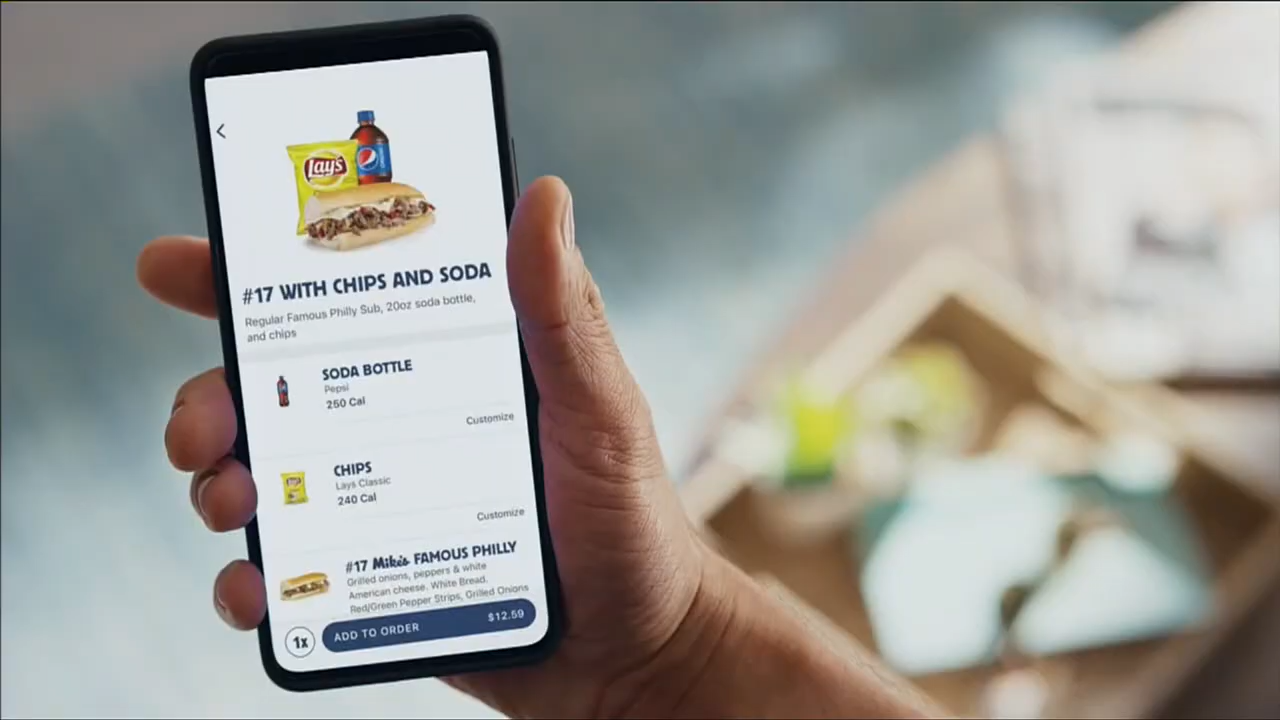 Lay's
#17 WITH CHIPS AND SODA
Regular Famous Philly Sub, 20oz soda bottle,
and chips
SODA BOTTLE
Pepsi
250 Cal
Customize
CHIPS
Lays Classic
240 Cal
Customize
#17 Mike's FAMOUS PHILLY
Grilled onions, peppers & white
American cheese. White Bread.
Red/Green Pepper Strips, Grilled Onions
1x
ADD TO ORDER $12.59